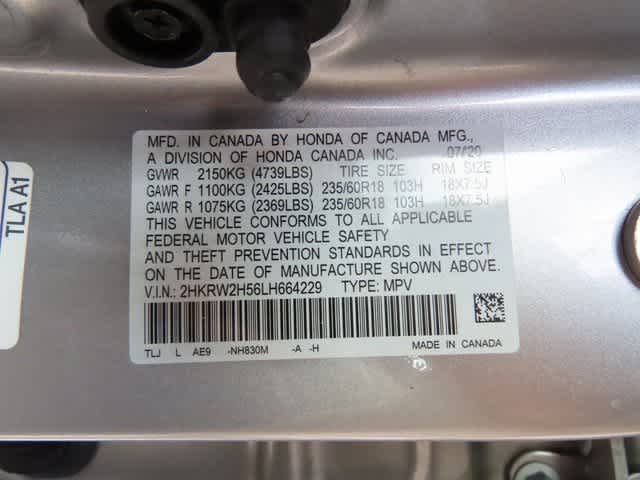 MFD. IN CANADA BY HONDA OF CANADA MFG.,
A DIVISION OF HONDA CANADA INC. 07/20
GVWR 2150KG (4739LBS) TIRE SIZE RIM SIZE
GAWR F 1100KG (2425LBS) 235/60R18 103H 18X7.5J
GAWR R 1075KG (2369LBS) 235/60R18 103H 18X7.5J
THIS VEHICLE CONFORMS TO ALL APPLICABLE
FEDERAL MOTOR VEHICLE SAFETY
AND THEFT PREVENTION STANDARDS IN EFFECT
ON THE DATE OF MANUFACTURE SHOWN ABOVE.
V.I.N.: 2HKRW2H56LH664229 TYPE: MPV
TLJ L AE9 -NH830M -A -H MADE IN CANADA
TLA A1